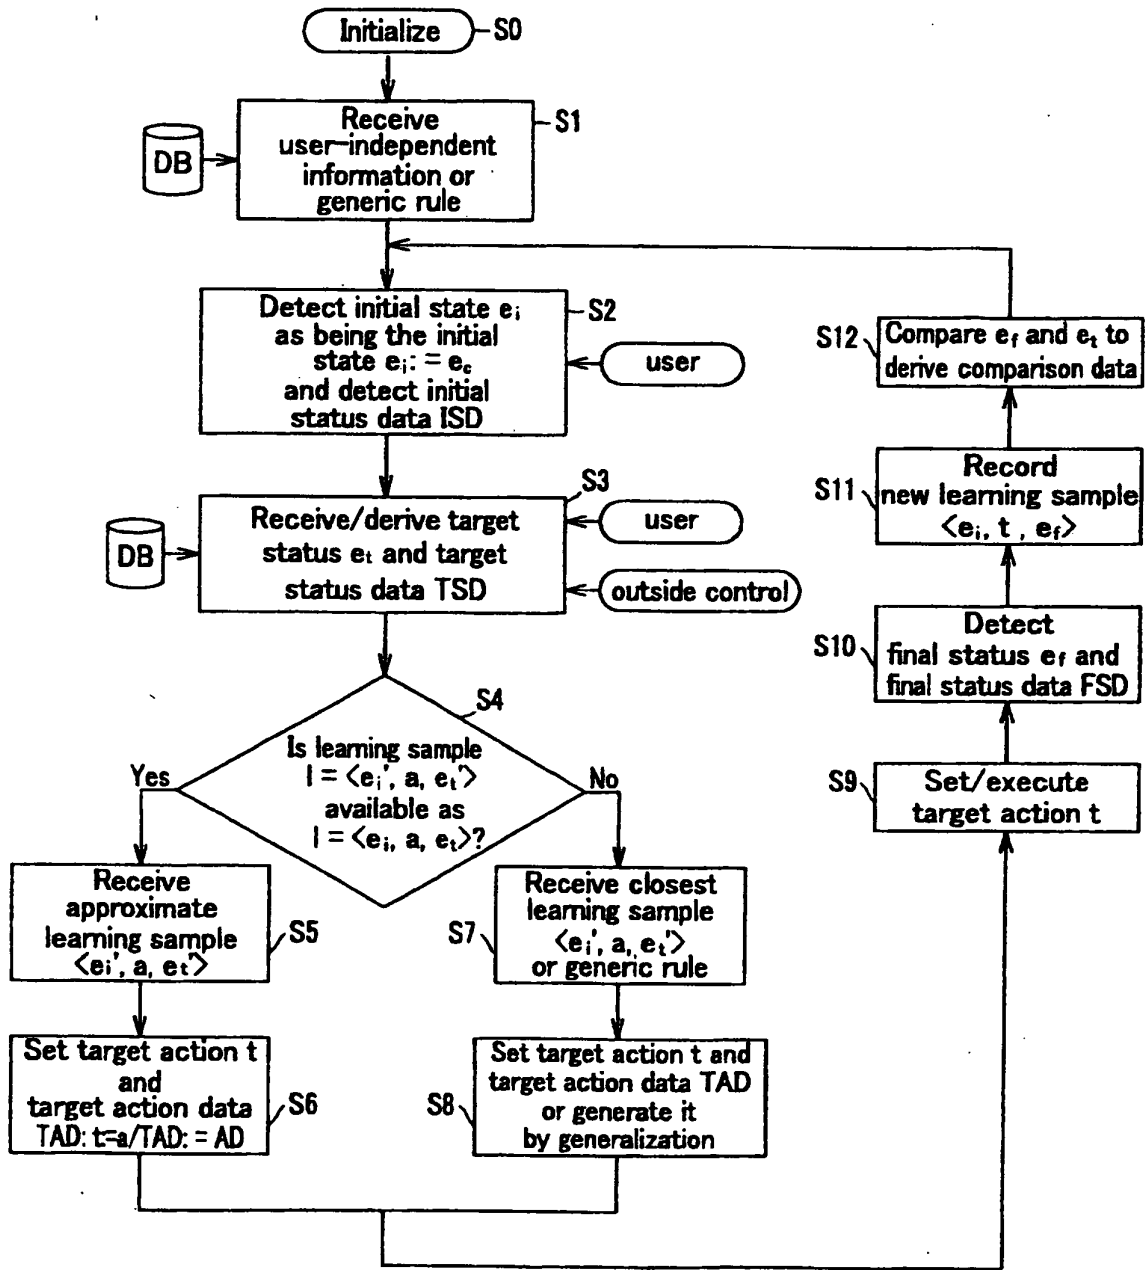 Initialize
S0
Receive
user-independent
information or
generic rule
S1
DB
Detect initial state ei
as being the initial
state ei: = ec
and detect initial
status data ISD
S2
user
Receive/derive target
status et and target
status data TSD
S3
DB
user
outside control
S4
Is learning sample
l = <ei', a, et'>
available as
l = <ei, a, et>?
Yes
No
Receive
approximate
learning sample
<ei', a, et'>
S5
Set target action t
and
target action data
TAD: t=a/TAD: = AD
S6
Receive closest
learning sample
<ei', a, et'>
or generic rule
S7
Set target action t and
target action data TAD
or generate it
by generalization
S8
Set/execute
target action t
S9
Detect
final status ef and
final status data FSD
S10
Record
new learning sample
<ei, t , ef>
S11
Compare ef and et to
derive comparison data
S12